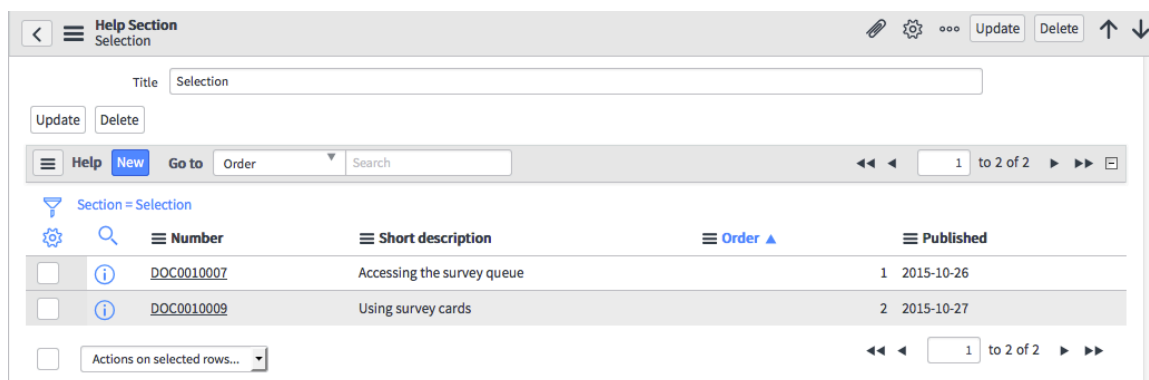 Help Section
Selection
Update Delete
Title Selection
Update Delete
Help New Go to Order Search 1 to 2 of 2
Section = Selection
Number Short description Order Published
DOC0010007 Accessing the survey queue 1 2015-10-26
DOC0010009 Using survey cards 2 2015-10-27
Actions on selected rows... 1 to 2 of 2